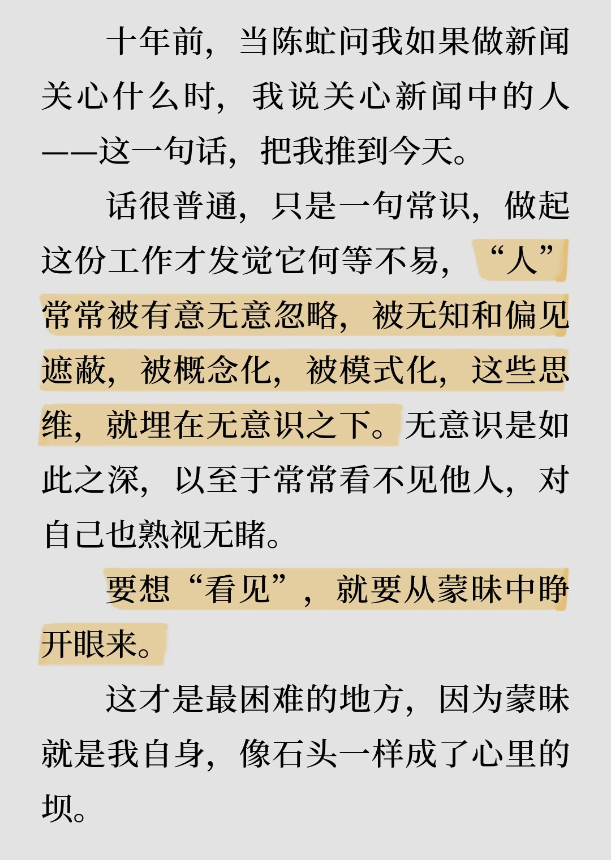 十年前，当陈虻问我如果做新闻
关心什么时，我说关心新闻中的人
——这一句话，把我推到今天。
话很普通，只是一句常识，做起
这份工作才发觉它何等不易，“人”
常常被有意无意忽略，被无知和偏见
遮蔽，被概念化，被模式化，这些思
维，就埋在无意识之下。无意识是如
此之深，以至于常常看不见他人，对
自己也熟视无睹。
要想“看见”，就要从蒙昧中睁
开眼来。
这才是最困难的地方，因为蒙昧
就是我自身，像石头一样成了心里的
坝。